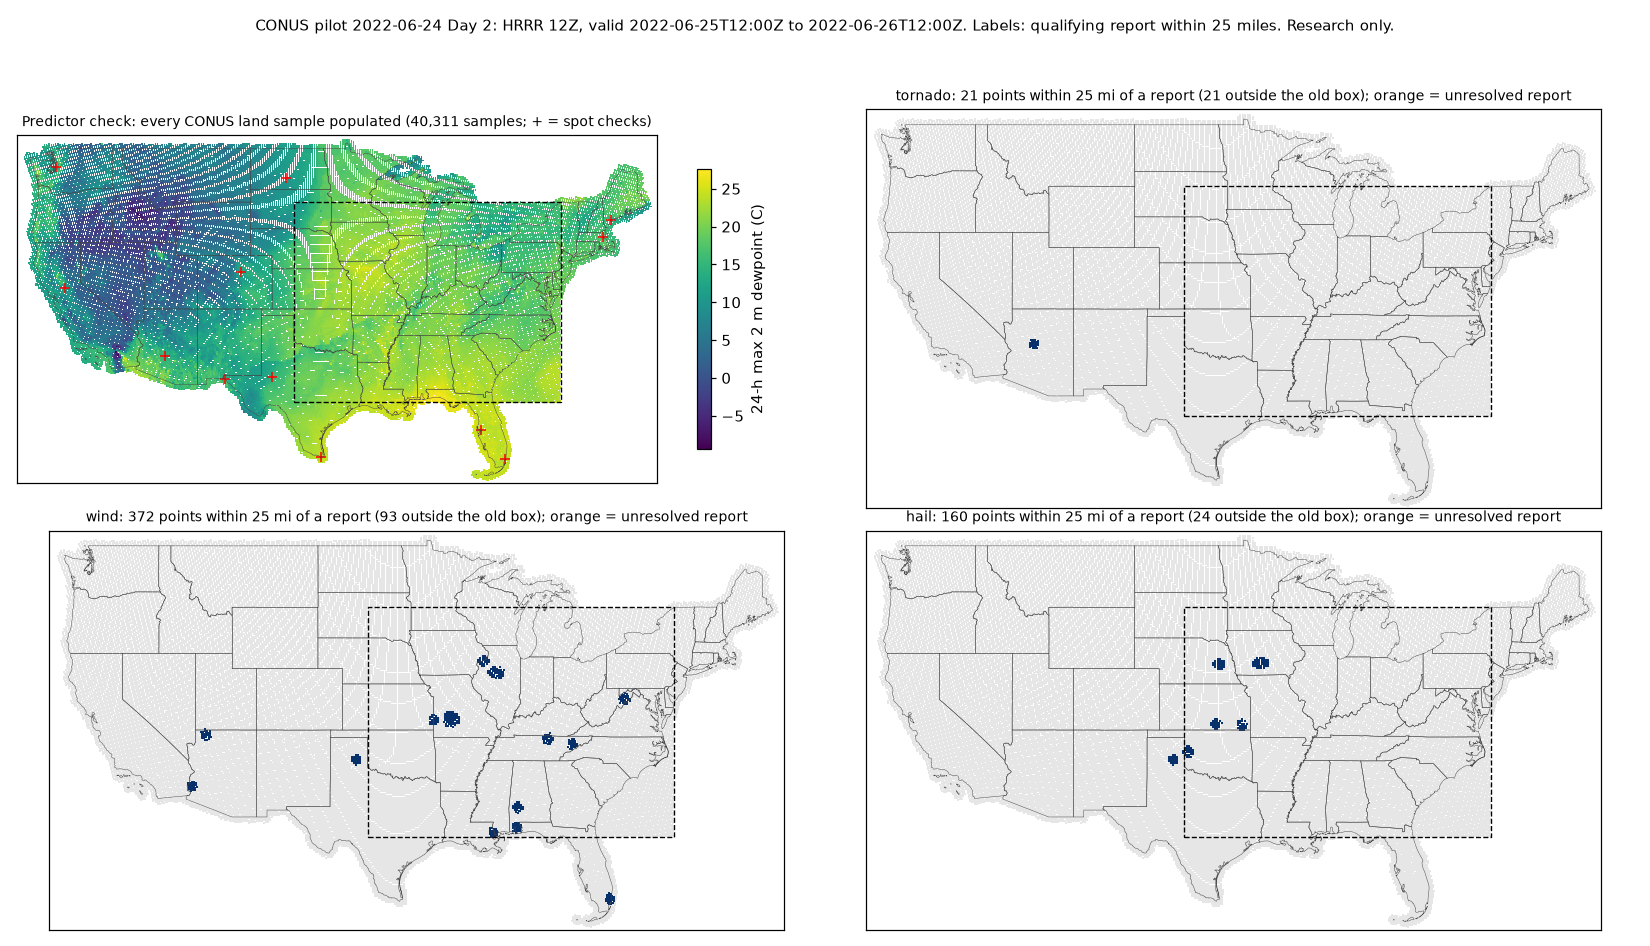 CONUS pilot 2022-06-24 Day 2: HRRR 12Z, valid 2022-06-25T12:00Z to 2022-06-26T12:00Z. Labels: qualifying report within 25 miles. Research only.
Predictor check: every CONUS land sample populated (40,311 samples; + = spot checks)
25
20
15
10
5
0
−5
24-h max 2 m dewpoint (C)
tornado: 21 points within 25 mi of a report (21 outside the old box); orange = unresolved report
wind: 372 points within 25 mi of a report (93 outside the old box); orange = unresolved report
hail: 160 points within 25 mi of a report (24 outside the old box); orange = unresolved report